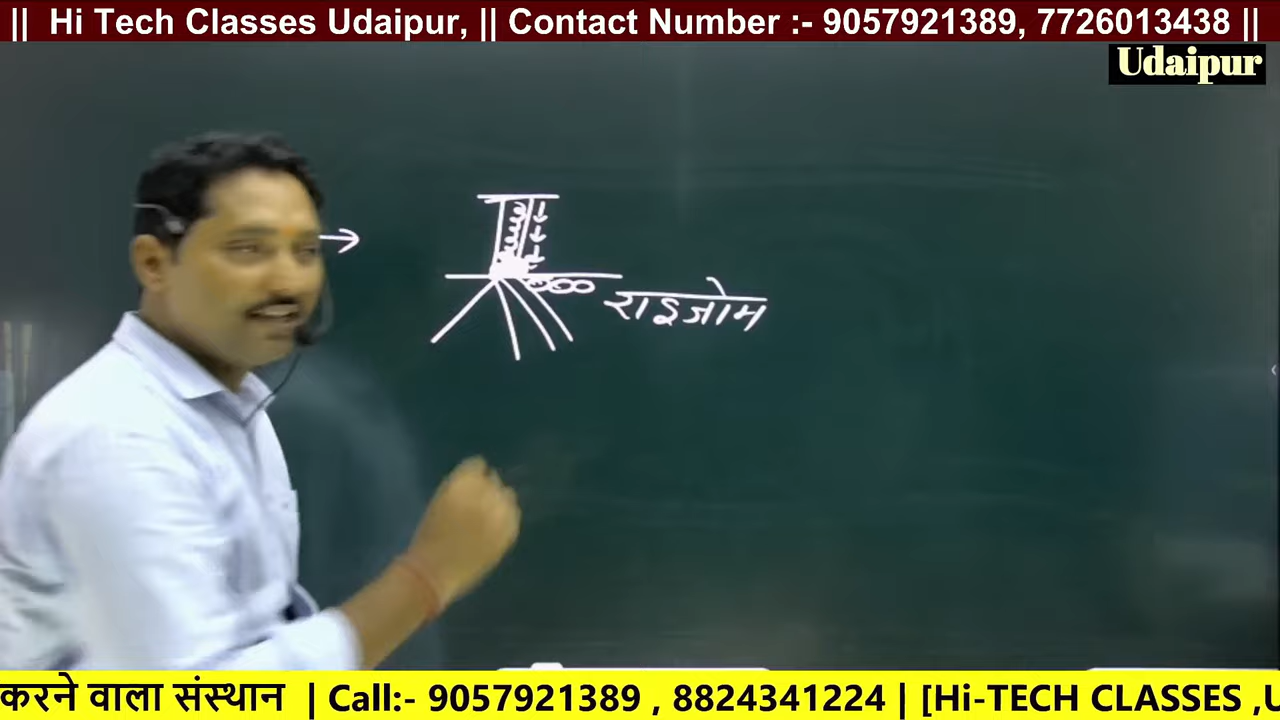 || Hi Tech Classes Udaipur, || Contact Number :- 9057921389, 7726013438 ||
Udaipur
राइजोम
करने वाला संस्थान | Call:- 9057921389 , 8824341224 | [Hi-TECH CLASSES ,U